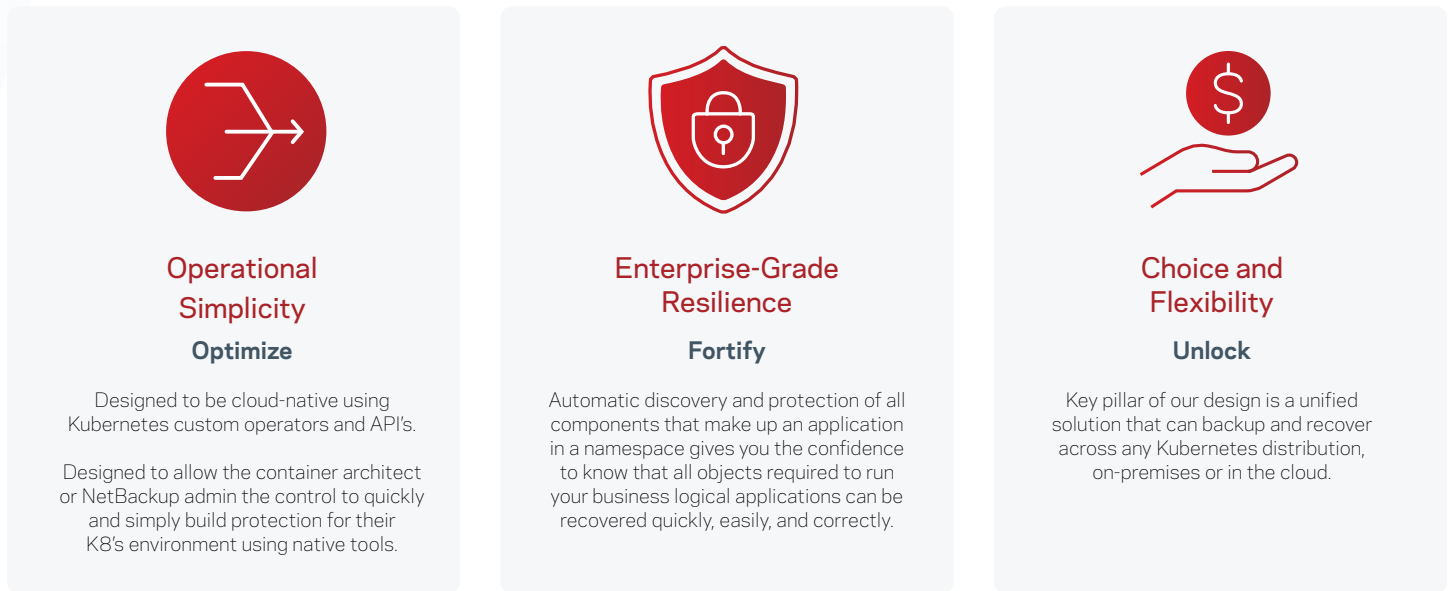 Operational
Simplicity
Optimize
Designed to be cloud-native using
Kubernetes custom operators and API's.
Designed to allow the container architect
or NetBackup admin the control to quickly
and simply build protection for their
K8's environment using native tools.
Enterprise-Grade
Resilience
Fortify
Automatic discovery and protection of all
components that make up an application
in a namespace gives you the confidence
to know that all objects required to run
your business logical applications can be
recovered quickly, easily, and correctly.
$
Choice and
Flexibility
Unlock
Key pillar of our design is a unified
solution that can backup and recover
across any Kubernetes distribution,
on-premises or in the cloud.